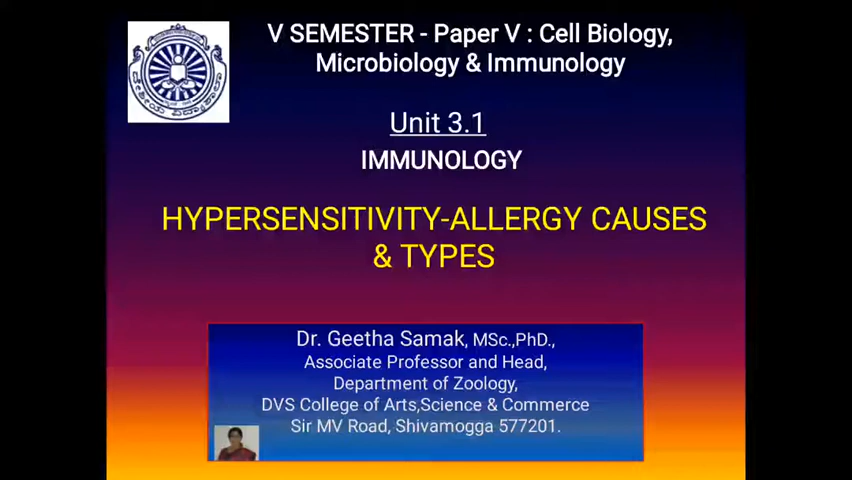 V SEMESTER - Paper V : Cell Biology,
Microbiology & Immunology
Unit 3.1
IMMUNOLOGY
HYPERSENSITIVITY-ALLERGY CAUSES
& TYPES
Dr. Geetha Samak, MSc.,PhD.,
Associate Professor and Head,
Department of Zoology,
DVS College of Arts,Science & Commerce
Sir MV Road, Shivamogga 577201.